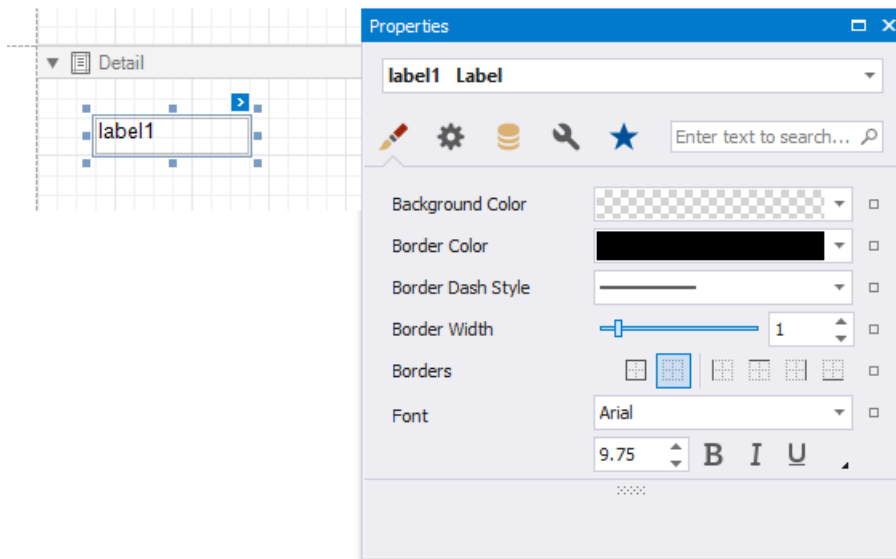 Properties
Detail
label1 Label
label1
Enter text to search...
Background Color
Border Color
Border Dash Style
Border Width
1
Borders
Font
Arial
9.75
B I U